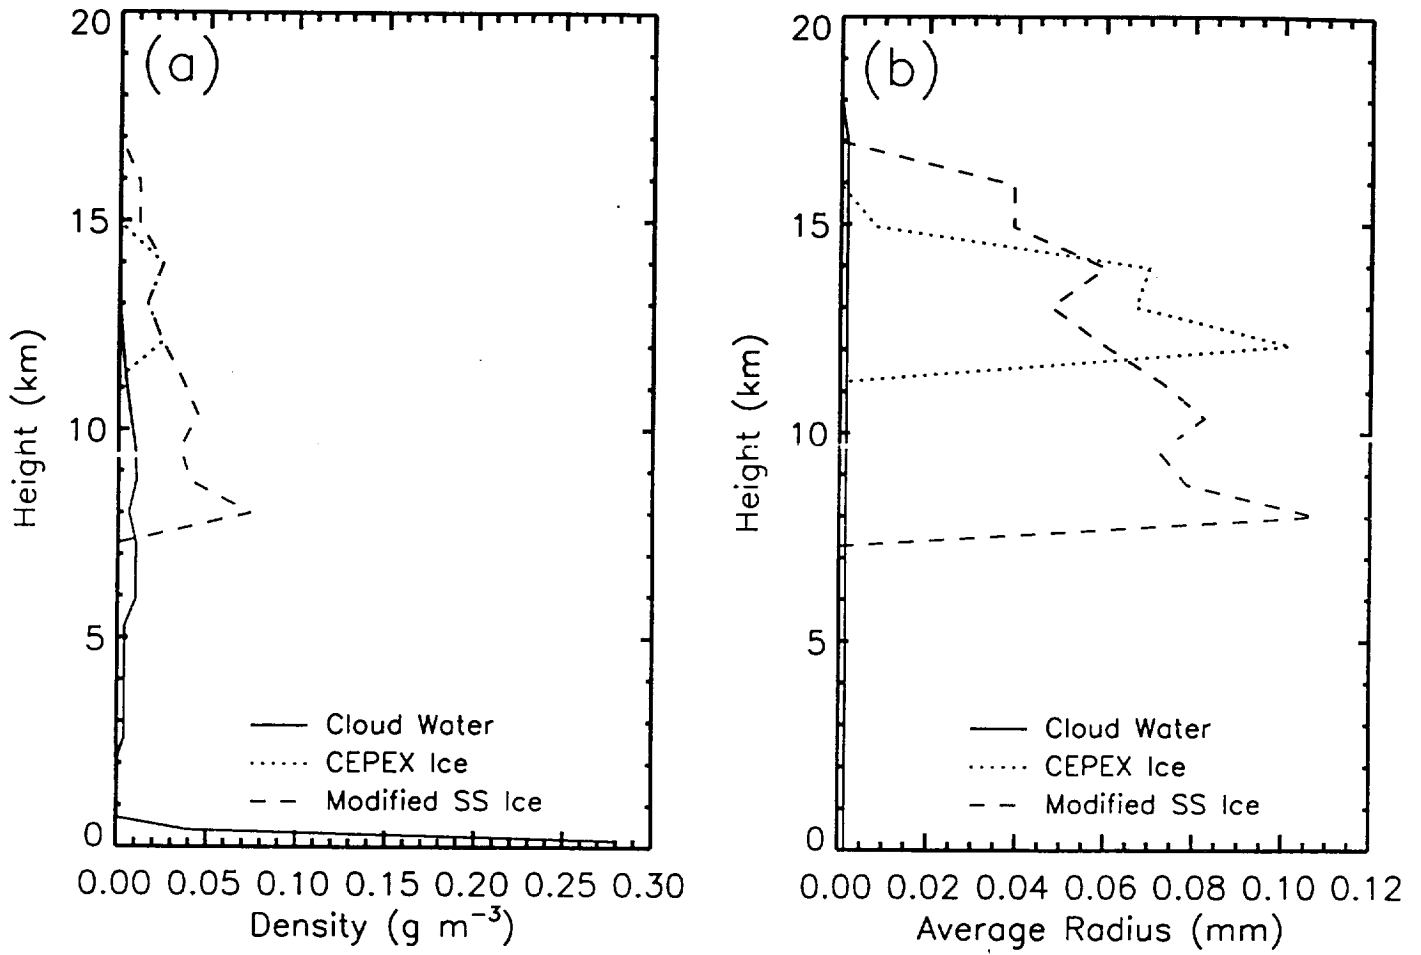 (a)
20
15
10
5
0
Height (km)
Cloud Water
CEPEX Ice
Modified SS Ice
0.00 0.05 0.10 0.15 0.20 0.25 0.30
Density (g m⁻³)
(b)
20
15
10
5
0
Height (km)
Cloud Water
CEPEX Ice
Modified SS Ice
0.00 0.02 0.04 0.06 0.08 0.10 0.12
Average Radius (mm)